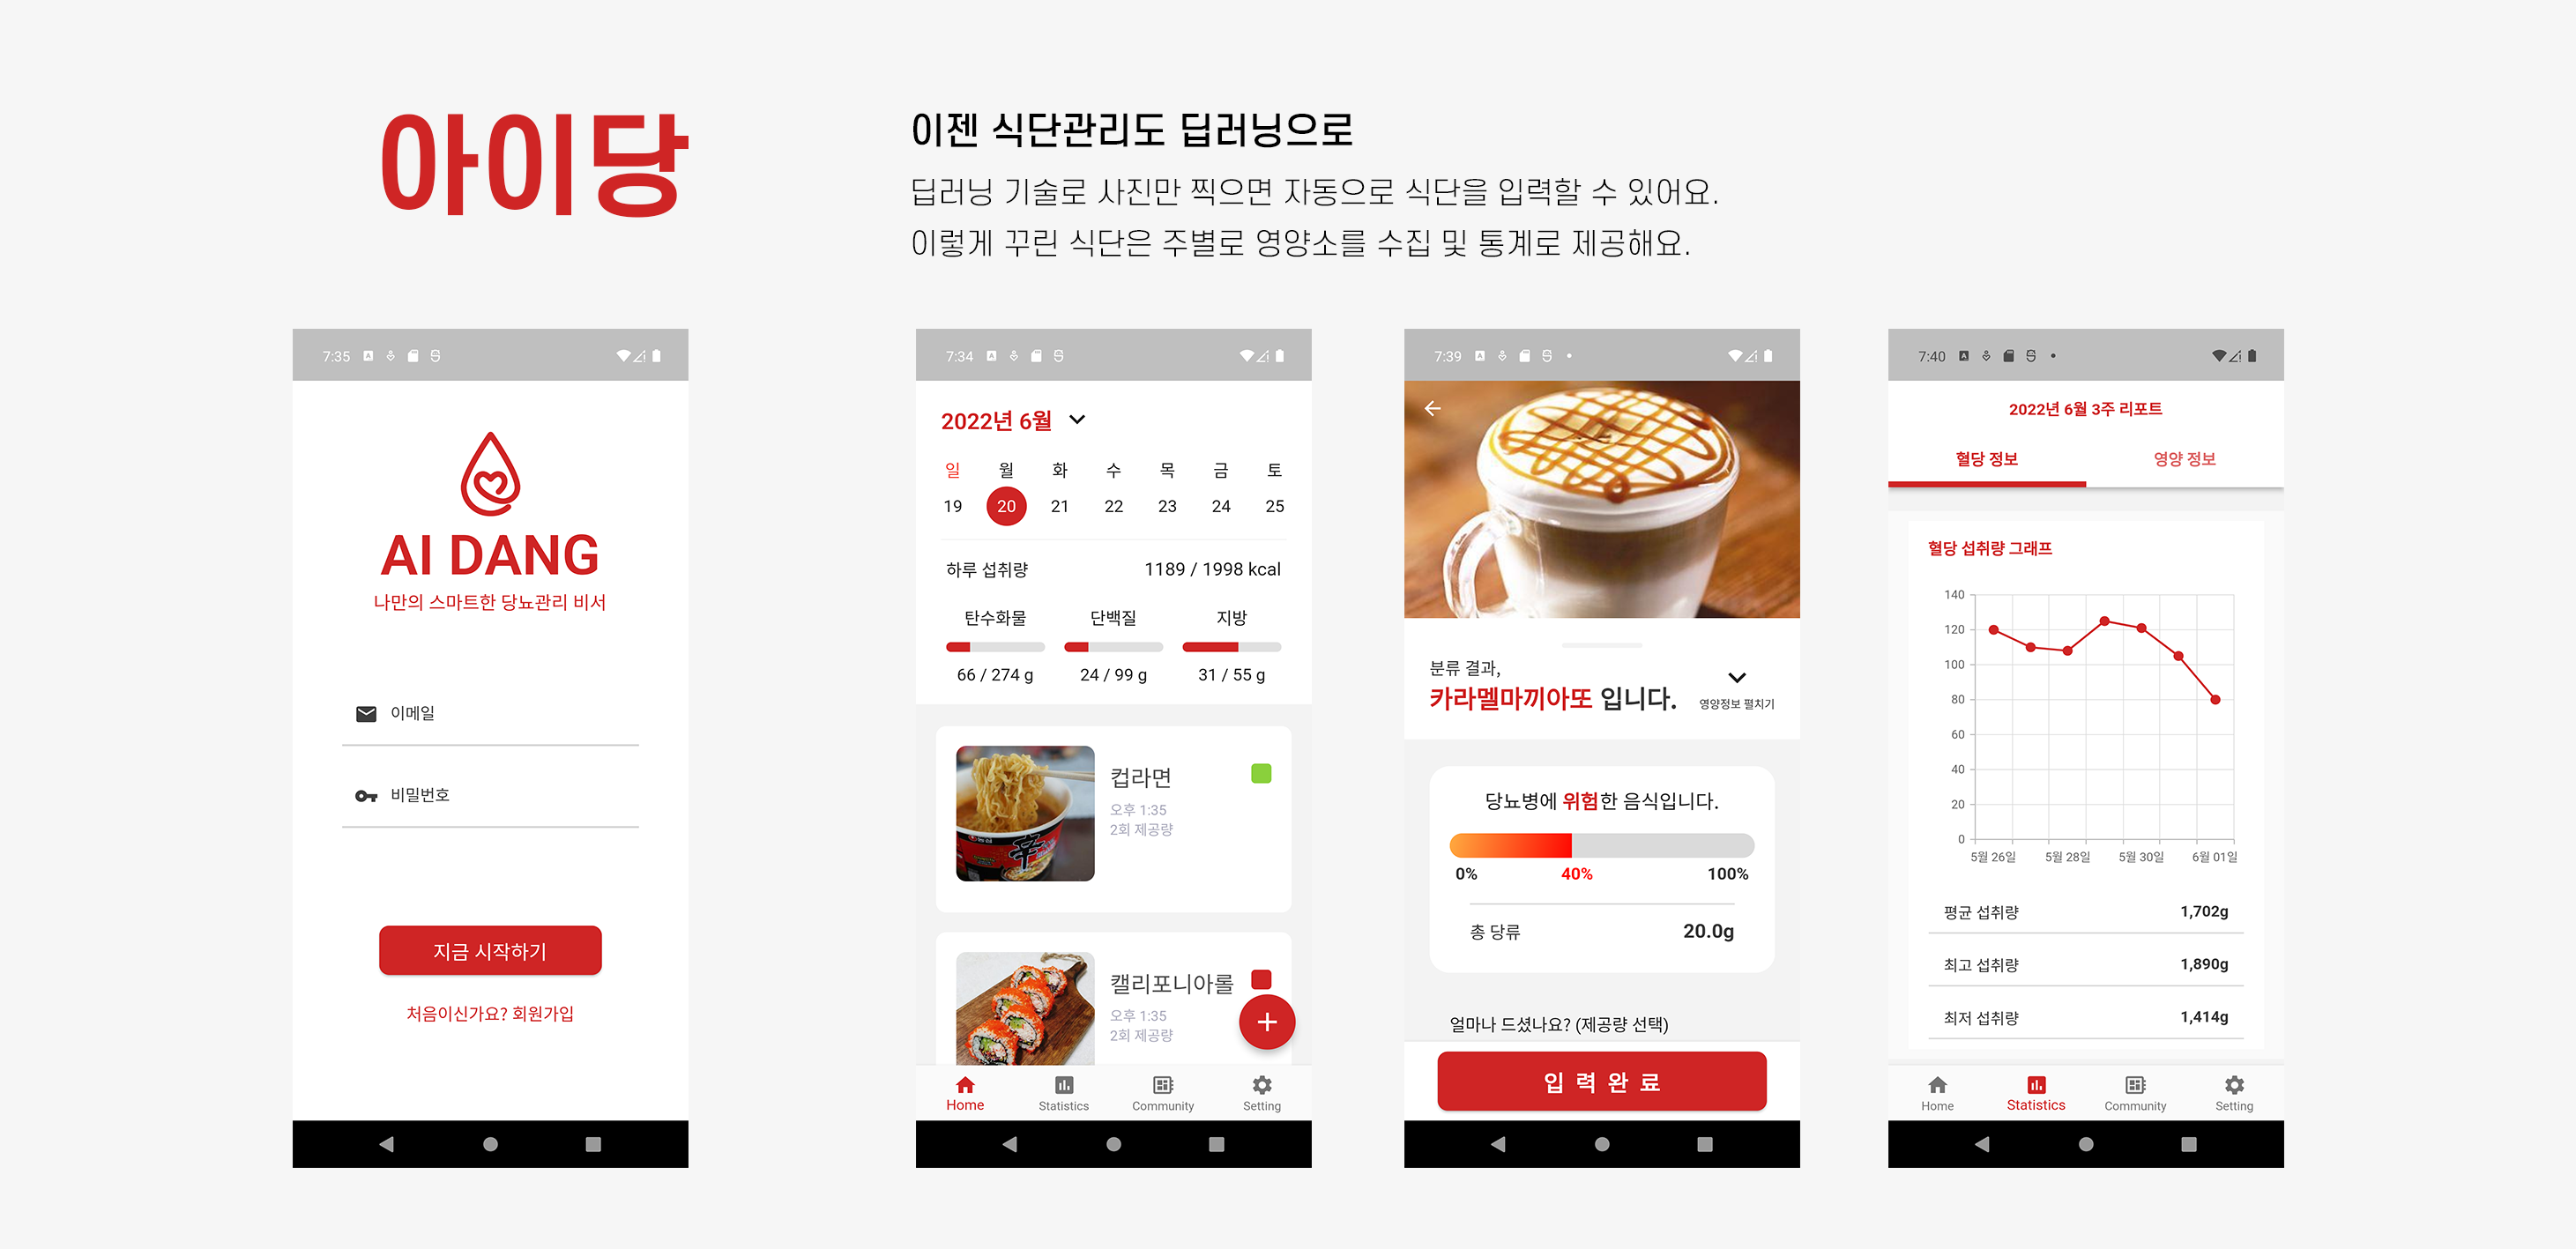 아이당
이젠 식단관리도 딥러닝으로
딥러닝 기술로 사진만 찍으면 자동으로 식단을 입력할 수 있어요.
이렇게 꾸린 식단은 주별로 영양소를 수집 및 통계로 제공해요.
7:35
AI DANG
나만의 스마트한 당뇨관리 비서
이메일
비밀번호
지금 시작하기
처음이신가요? 회원가입
7:34
2022년 6월
일 월 화 수 목 금 토
19 20 21 22 23 24 25
하루 섭취량 1189 / 1998 kcal
탄수화물 단백질 지방
66 / 274 g 24 / 99 g 31 / 55 g
컵라면
오후 1:35
2회 제공량
농심
辛
캘리포니아롤
오후 1:35
2회 제공량
Home Statistics Community Setting
7:39
분류 결과,
카라멜마끼아또 입니다.
영양정보 펼치기
당뇨병에 위험한 음식입니다.
0% 40% 100%
총 당류 20.0g
얼마나 드셨나요? (제공량 선택)
입력완료
7:40
2022년 6월 3주 리포트
혈당 정보 영양 정보
혈당 섭취량 그래프
140
120
100
80
60
40
20
0
5월 26일 5월 28일 5월 30일 6월 01일
평균 섭취량 1,702g
최고 섭취량 1,890g
최저 섭취량 1,414g
Home Statistics Community Setting